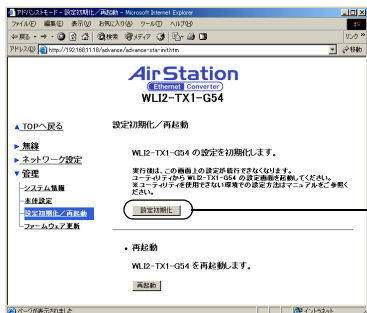 アドバンストモード - 設定初期化／再起動 - Microsoft Internet Explorer
ファイル(F) 編集(E) 表示(V) お気に入り(A) ツール(T) ヘルプ(H)
戻る 検索 メディア リンク
アドレス(D) http://192.168.11.18/advance/advance-star-init.htm 移動
AirStation
Ethernet Converter
WLI2-TX1-G54
▲ TOPへ戻る
設定初期化／再起動
▶ 無線
▶ ネットワーク設定
▼ 管理
システム情報
本体設定
設定初期化／再起動
ファームウェア更新
WLI2-TX1-G54 の設定を初期化します。
実行後は、この画面上の設定が続行できなくなります。
ユーティリティから WLI2-TX1-G54 の設定画面を起動してください。
※ユーティリティを使用できない環境での設定方法はマニュアルをご参照ください。
設定初期化
• 再起動
WLI2-TX1-G54 を再起動します。
再起動
ページが表示されました
イントラネット